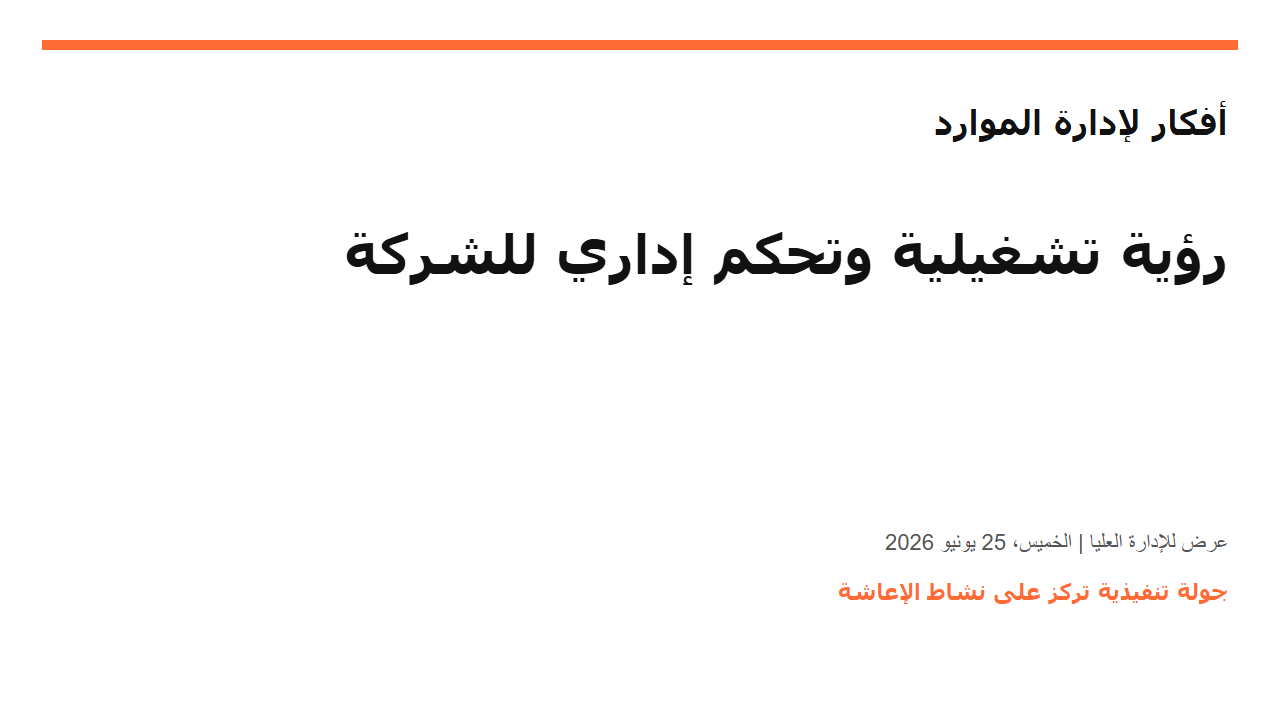 أفكار لإدارة الموارد
رؤية تشغيلية وتحكم إداري للشركة
عرض للإدارة العليا | الخميس، 25 يونيو 2026
جولة تنفيذية تركز على نشاط الإعاشة